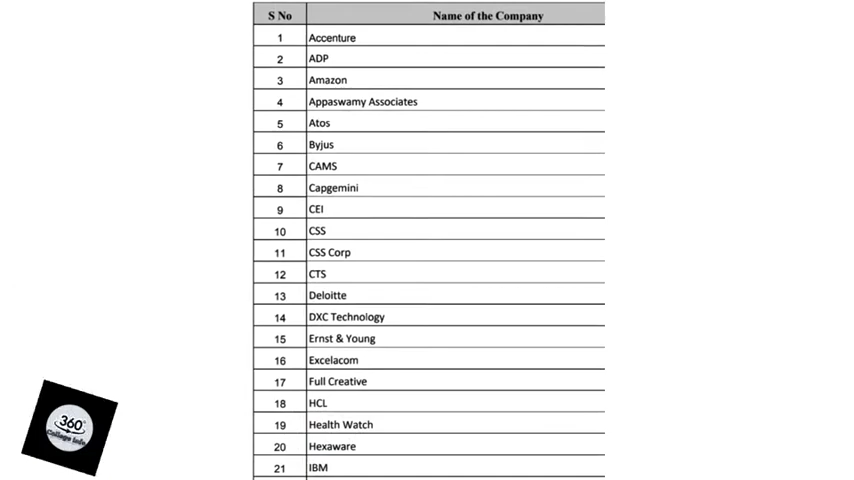 S No Name of the Company
1 Accenture
2 ADP
3 Amazon
4 Appaswamy Associates
5 Atos
6 Byjus
7 CAMS
8 Capgemini
9 CEI
10 CSS
11 CSS Corp
12 CTS
13 Deloitte
14 DXC Technology
15 Ernst & Young
16 Excelacom
17 Full Creative
18 HCL
19 Health Watch
20 Hexaware
21 IBM
360°
College Info